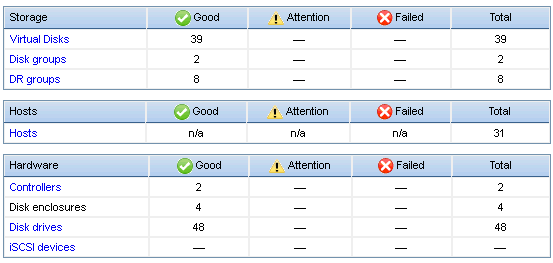 Storage Good Attention Failed Total
Virtual Disks 39 — — 39
Disk groups 2 — — 2
DR groups 8 — — 8
Hosts Good Attention Failed Total
Hosts n/a n/a n/a 31
Hardware Good Attention Failed Total
Controllers 2 — — 2
Disk enclosures 4 — — 4
Disk drives 48 — — 48
iSCSI devices — — — —